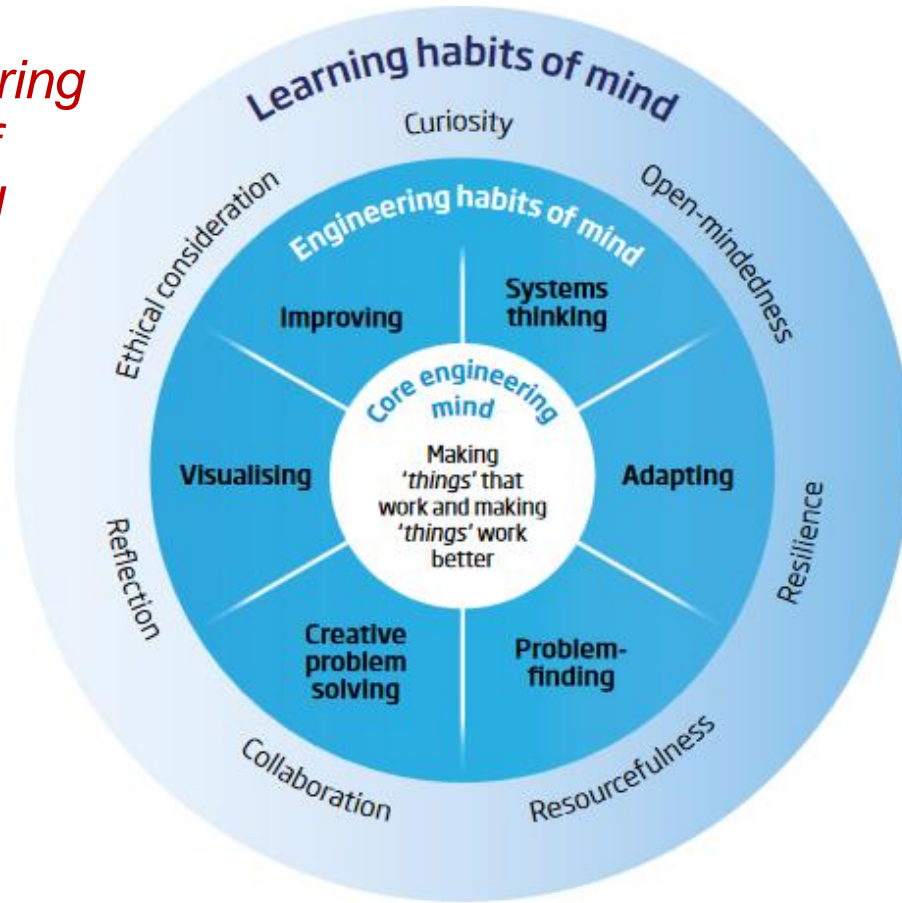 ring
Learning habits of mind
Curiosity
Open-mindedness
Resilience
Resourcefulness
Collaboration
Reflection
Ethical consideration
Engineering habits of mind
Systems
thinking
Adapting
Problem-
finding
Creative
problem
solving
Visualising
Improving
Core engineering
mind
Making
'things' that
work and making
'things' work
better